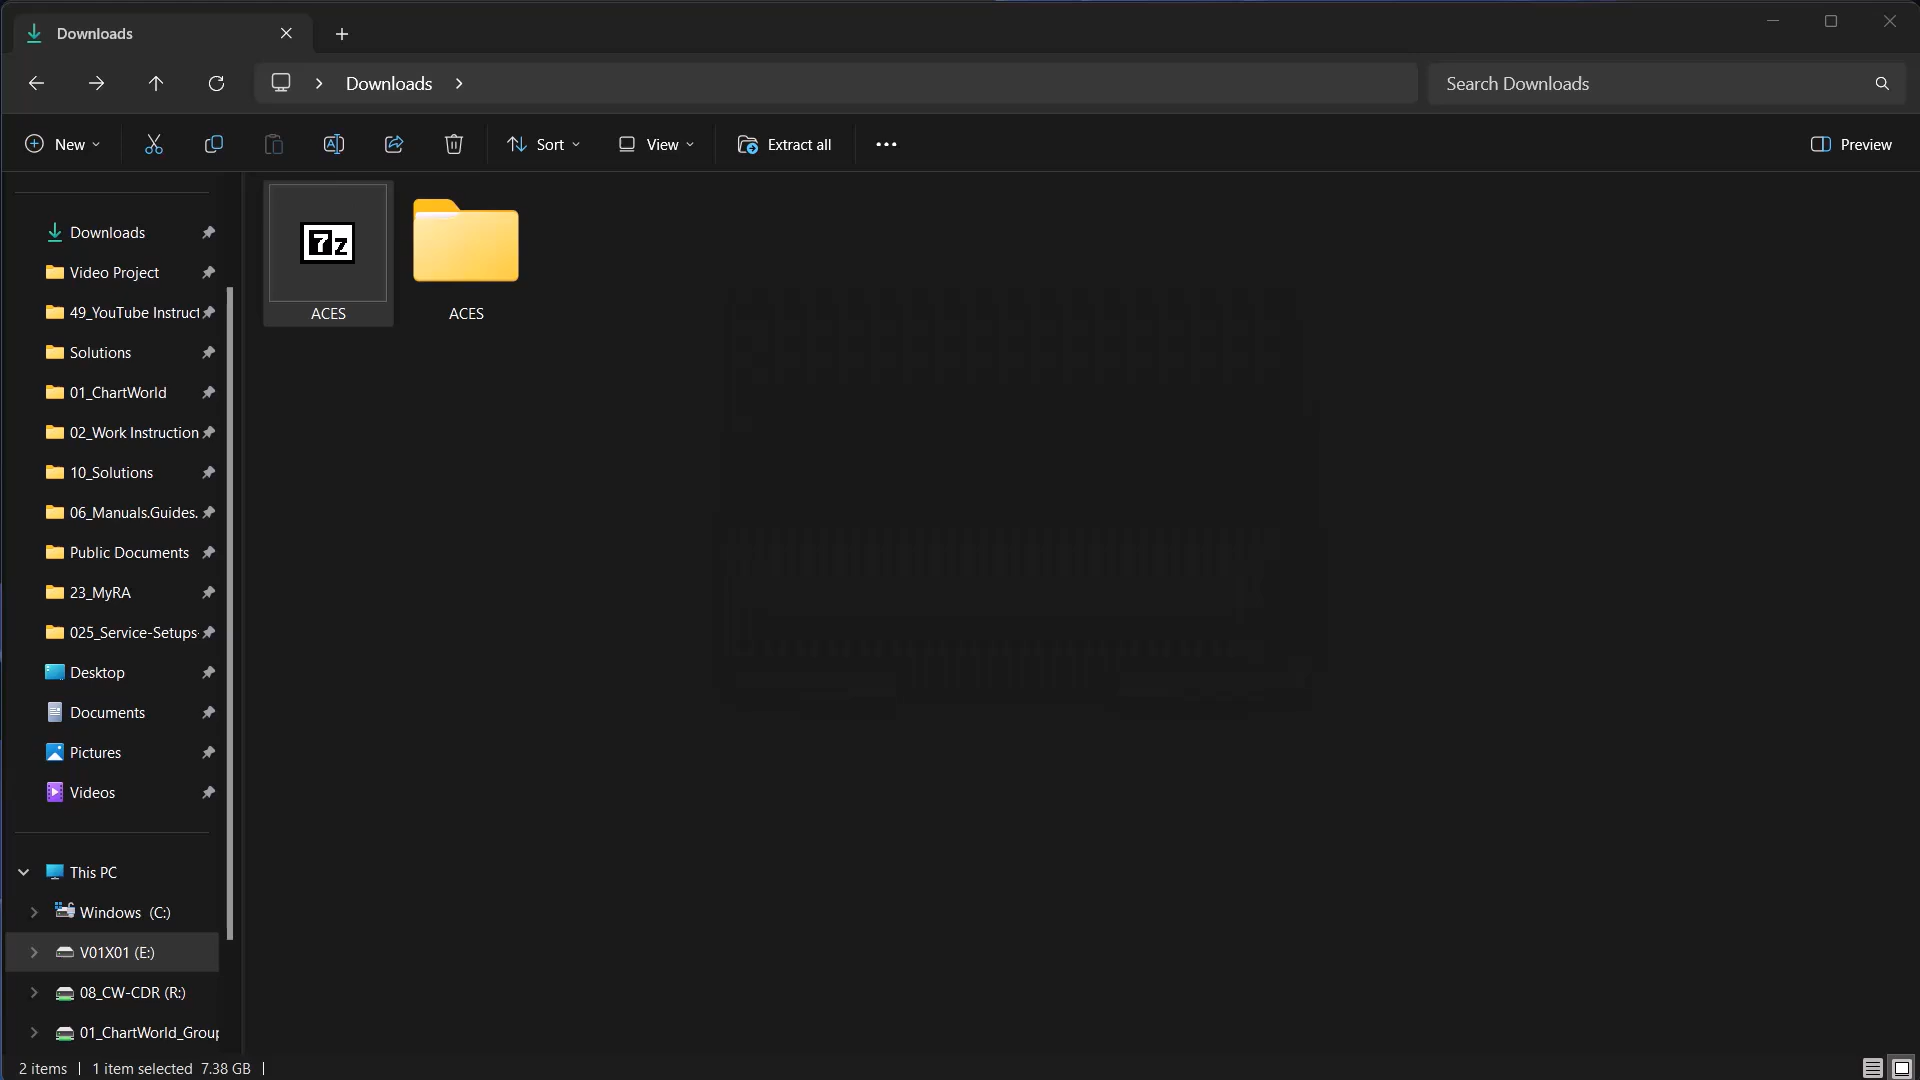 Downloads
Downloads
Search Downloads
New
Sort
View
Extract all
Preview
Downloads
Video Project
49_YouTube Instruct
Solutions
01_ChartWorld
02_Work Instruction
10_Solutions
06_Manuals.Guides.
Public Documents
23_MyRA
025_Service-Setups
Desktop
Documents
Pictures
Videos
This PC
Windows (C:)
V01X01 (E:)
08_CW-CDR (R:)
01_ChartWorld_Group
7z
ACES
ACES
2 items
1 item selected 7.38 GB